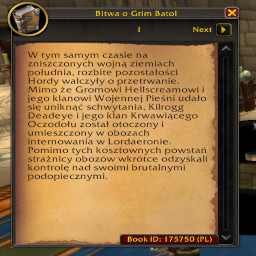 Bitwa o Grim Batol
1
Next
W tym samym czasie na
zniszczonych wojną ziemiach
południa, rozbite pozostałości
Hordy walczyły o przetrwanie.
Mimo że Gromowi Hellscreamowi i
jego klanowi Wojennej Pieśni udało
się uniknąć schwytania, Kilrogg
Deadeye i jego klan Krwawiącego
Oczodołu został otoczony i
umieszczony w obozach
internowania w Lordaeronie.
Pomimo tych kosztownych powstań
strażnicy obozów wkrótce odzyskali
kontrolę nad swoimi brutalnymi
podopiecznymi.
Book ID: 175750 (PL)